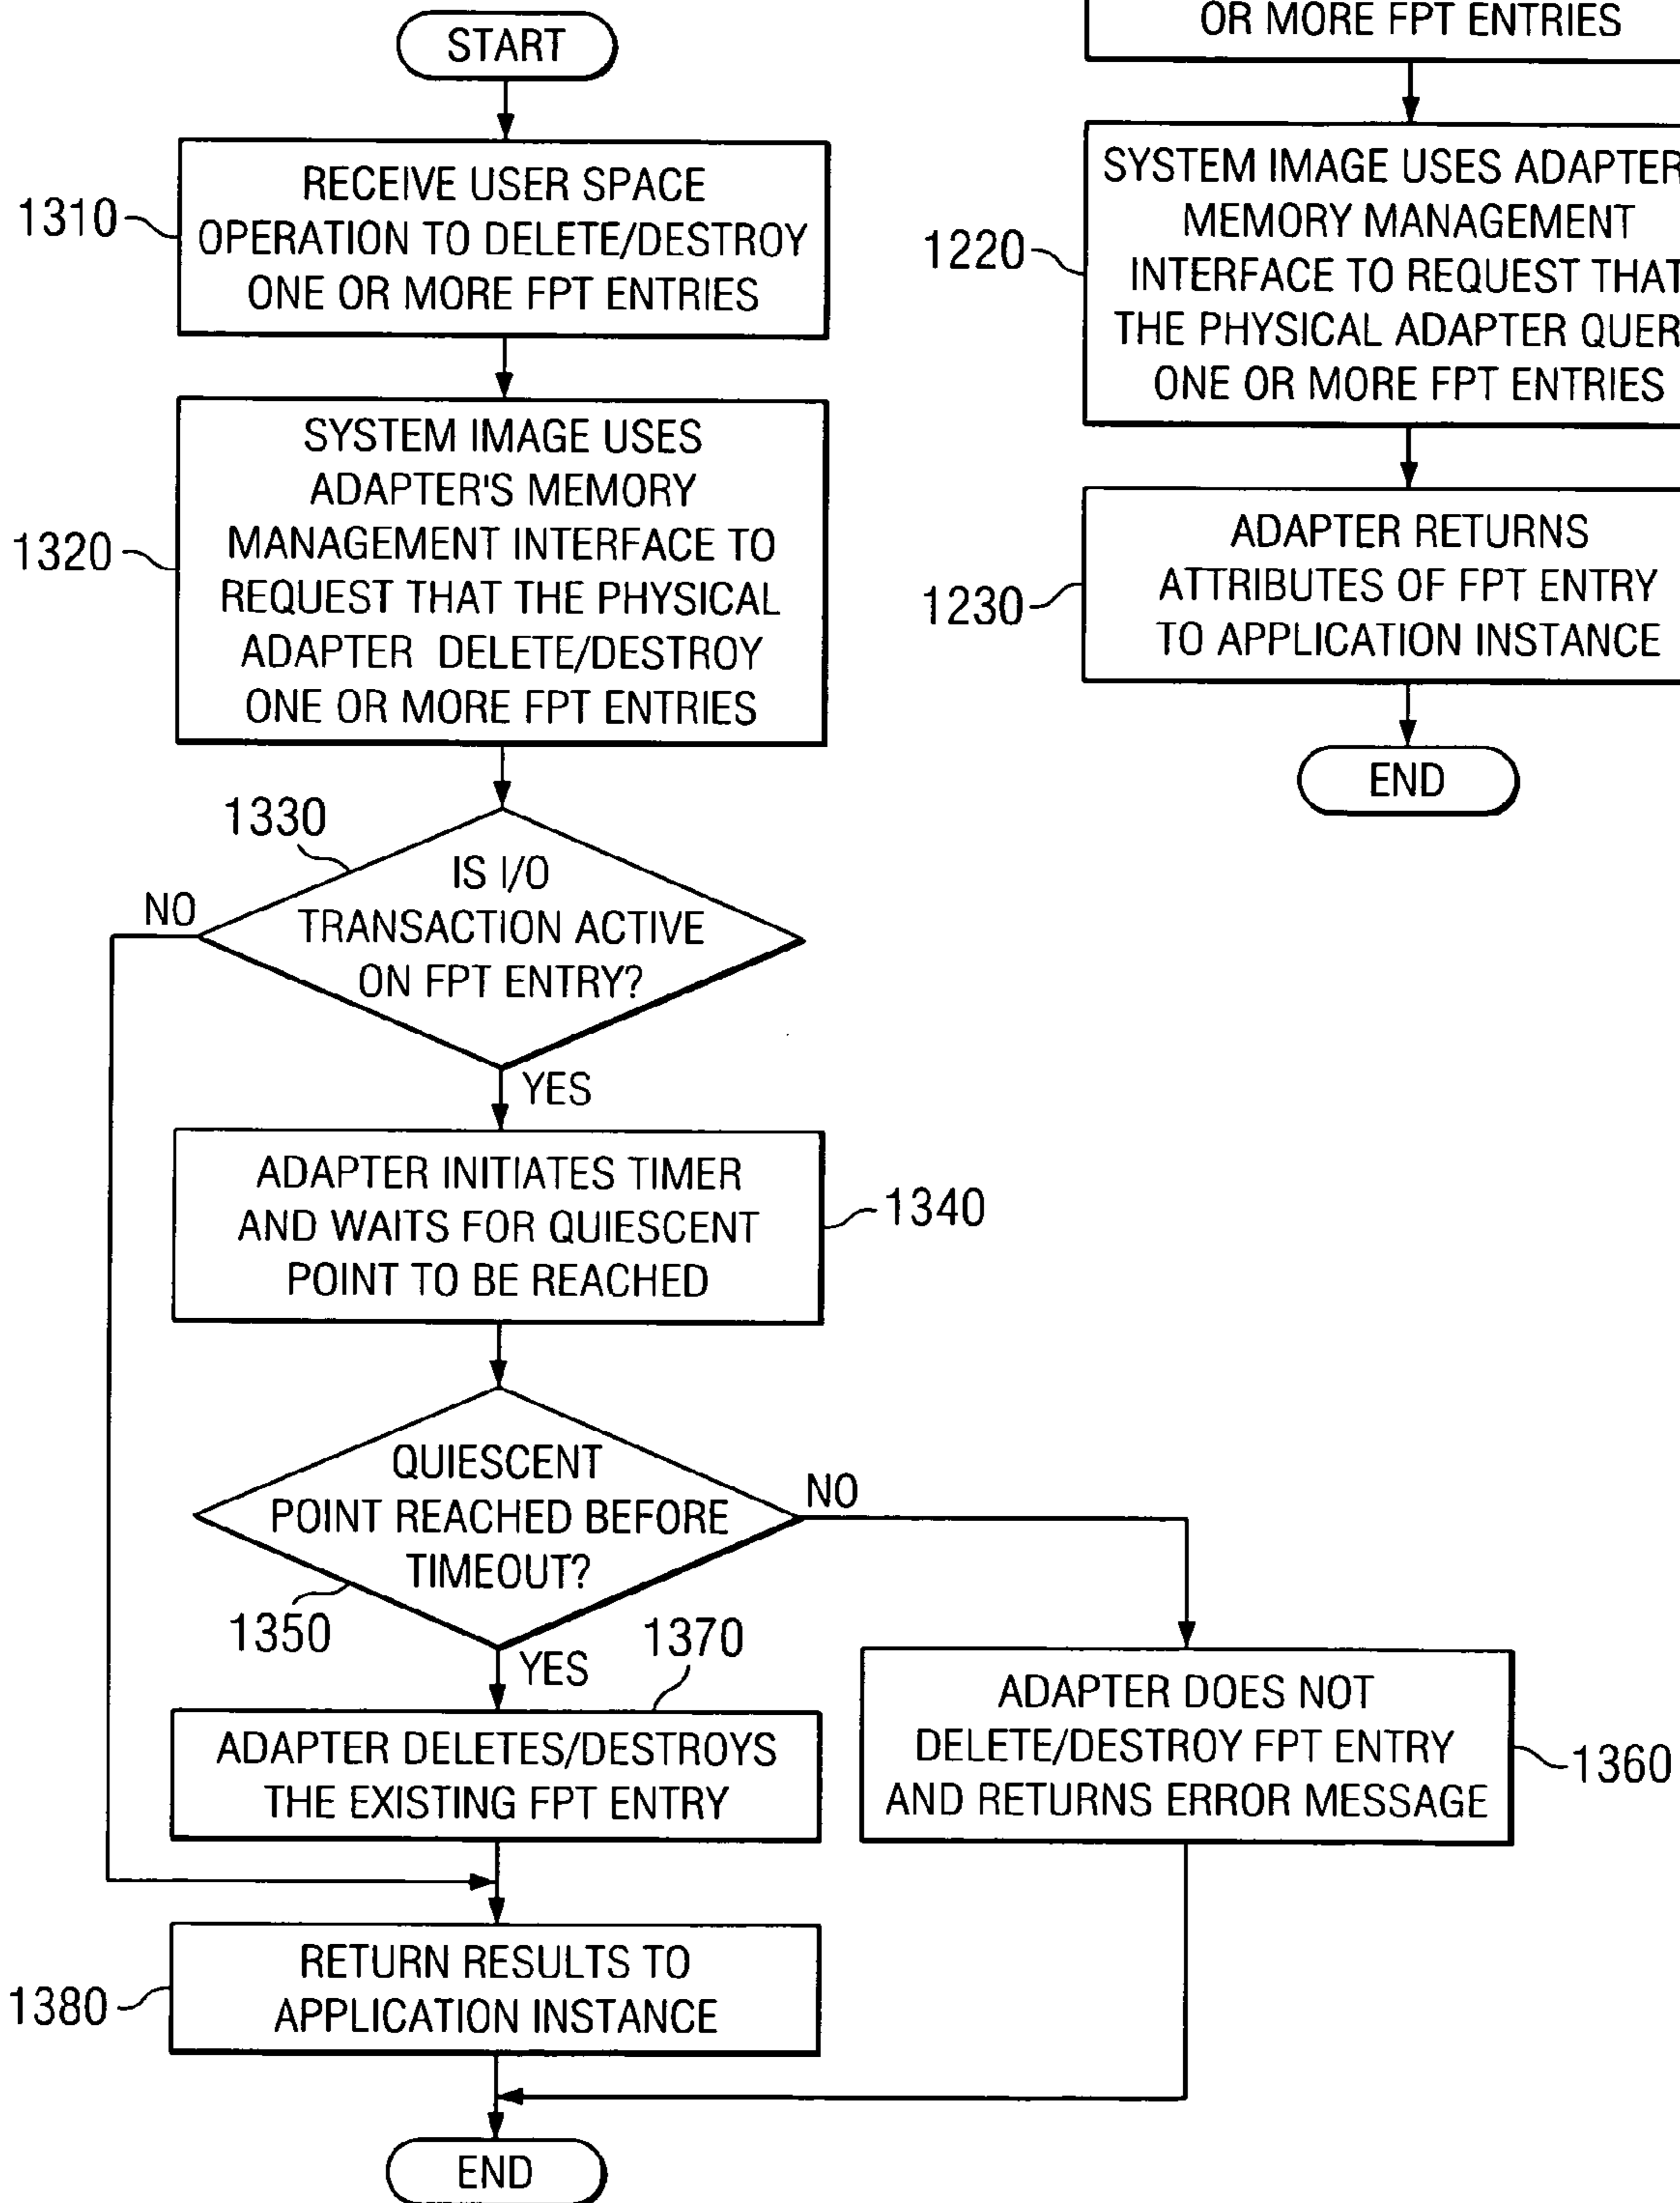 START
1310
RECEIVE USER SPACE
OPERATION TO DELETE/DESTROY
ONE OR MORE FPT ENTRIES
1320
SYSTEM IMAGE USES
ADAPTER'S MEMORY
MANAGEMENT INTERFACE TO
REQUEST THAT THE PHYSICAL
ADAPTER DELETE/DESTROY
ONE OR MORE FPT ENTRIES
1330
IS I/O
TRANSACTION ACTIVE
ON FPT ENTRY?
NO
YES
ADAPTER INITIATES TIMER
AND WAITS FOR QUIESCENT
POINT TO BE REACHED
1340
QUIESCENT
POINT REACHED BEFORE
TIMEOUT?
NO
1350
YES
1370
ADAPTER DELETES/DESTROYS
THE EXISTING FPT ENTRY
ADAPTER DOES NOT
DELETE/DESTROY FPT ENTRY
AND RETURNS ERROR MESSAGE
1360
1380
RETURN RESULTS TO
APPLICATION INSTANCE
END
OR MORE FPT ENTRIES
1220
SYSTEM IMAGE USES ADAPTER
MEMORY MANAGEMENT
INTERFACE TO REQUEST THAT
THE PHYSICAL ADAPTER QUER
ONE OR MORE FPT ENTRIES
1230
ADAPTER RETURNS
ATTRIBUTES OF FPT ENTRY
TO APPLICATION INSTANCE
END